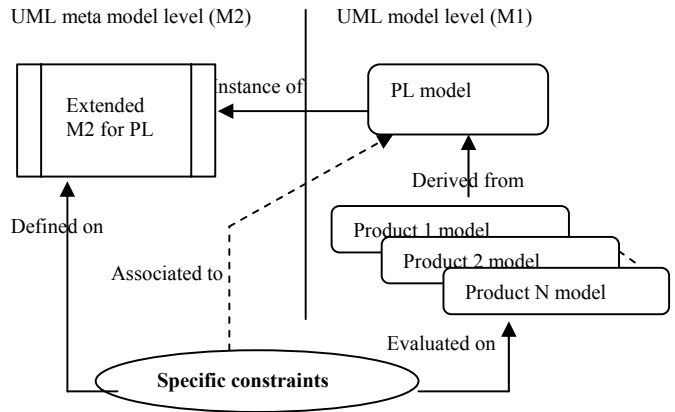 UML meta model level (M2)
UML model level (M1)
Instance of
Extended
M2 for PL
PL model
Derived from
Defined on
Product 1 model
Product 2 model
Product N model
Associated to
Evaluated on
Specific constraints